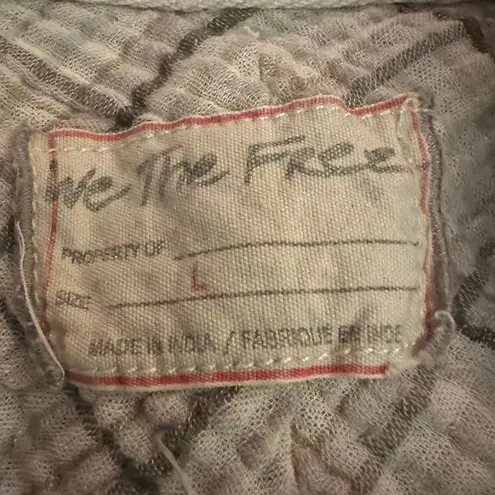 We The Free
PROPERTY OF
L
SIZE
MADE IN INDIA / FABRIQUE EN INDE